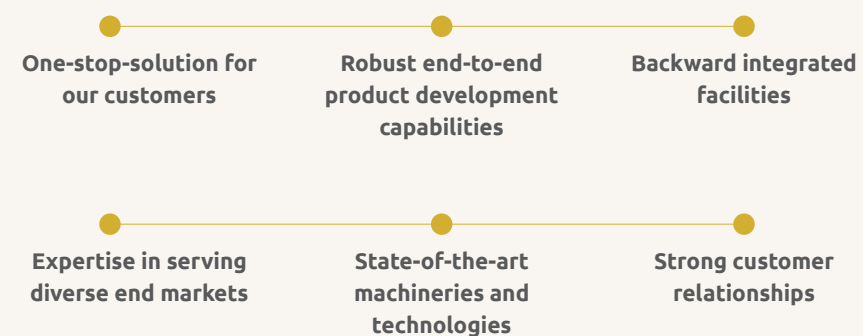 One-stop-solution for
our customers
Robust end-to-end
product development
capabilities
Backward integrated
facilities
Expertise in serving
diverse end markets
State-of-the-art
machineries and
technologies
Strong customer
relationships